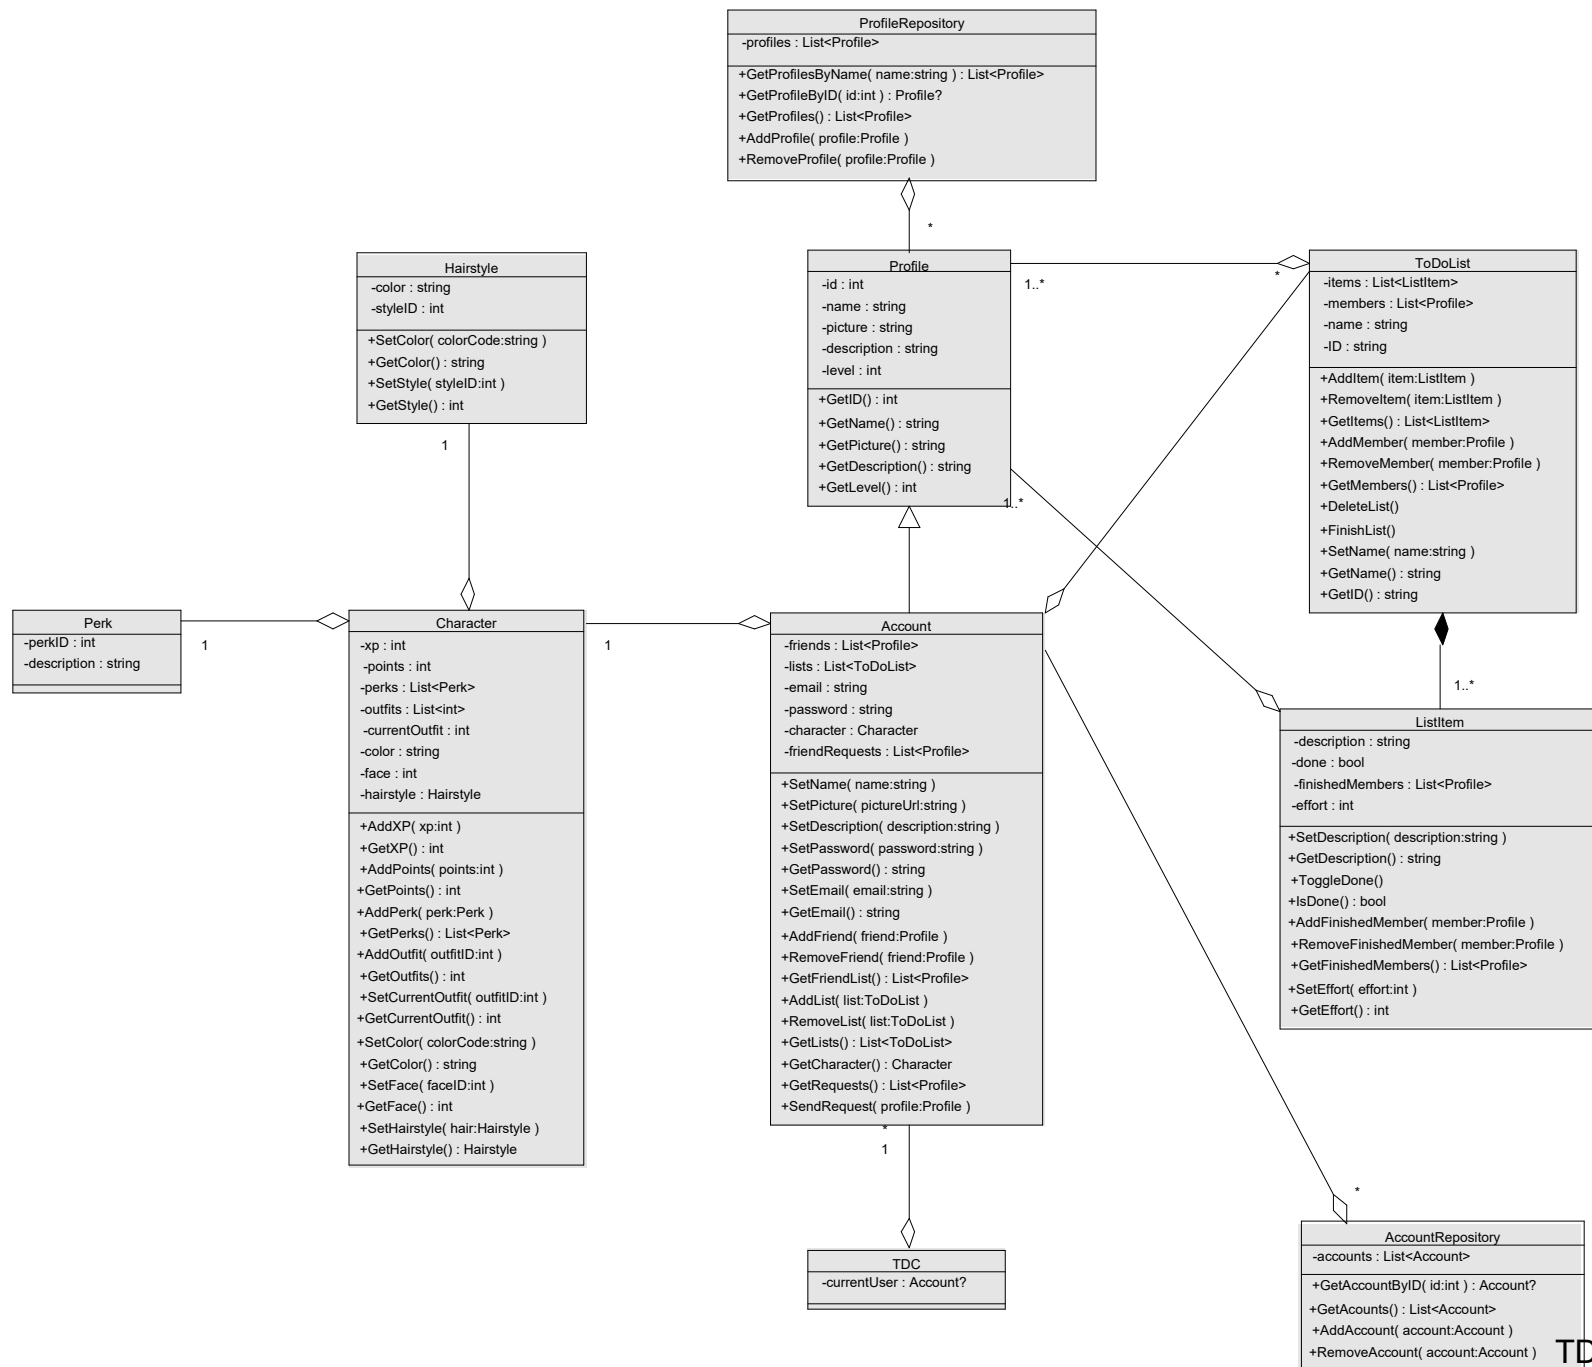 ProfileRepository
-profiles : List<Profile>
+GetProfilesByName( name:string ) : List<Profile>
+GetProfileByID( id:int ) : Profile?
+GetProfiles() : List<Profile>
+AddProfile( profile:Profile )
+RemoveProfile( profile:Profile )
*
Hairstyle
-color : string
-styleID : int
+SetColor( colorCode:string )
+GetColor() : string
+SetStyle( styleID:int )
+GetStyle() : int
1
Profile
-id : int
-name : string
-picture : string
-description : string
-level : int
+GetID() : int
+GetName() : string
+GetPicture() : string
+GetDescription() : string
+GetLevel() : int
1..*
*
1..*
ToDoList
-items : List<ListItem>
-members : List<Profile>
-name : string
-ID : string
+AddItem( item:ListItem )
+RemoveItem( item:ListItem )
+GetItems() : List<ListItem>
+AddMember( member:Profile )
+RemoveMember( member:Profile )
+GetMembers() : List<Profile>
+DeleteList()
+FinishList()
+SetName( name:string )
+GetName() : string
+GetID() : string
1..*
Perk
-perkID : int
-description : string
1
Character
-xp : int
-points : int
-perks : List<Perk>
-outfits : List<int>
-currentOutfit : int
-color : string
-face : int
-hairstyle : Hairstyle
+AddXP( xp:int )
+GetXP() : int
+AddPoints( points:int )
+GetPoints() : int
+AddPerk( perk:Perk )
+GetPerks() : List<Perk>
+AddOutfit( outfitID:int )
+GetOutfits() : int
+SetCurrentOutfit( outfitID:int )
+GetCurrentOutfit() : int
+SetColor( colorCode:string )
+GetColor() : string
+SetFace( faceID:int )
+GetFace() : int
+SetHairstyle( hair:Hairstyle )
+GetHairstyle() : Hairstyle
1
Account
-friends : List<Profile>
-lists : List<ToDoList>
-email : string
-password : string
-character : Character
-friendRequests : List<Profile>
+SetName( name:string )
+SetPicture( pictureUrl:string )
+SetDescription( description:string )
+SetPassword( password:string )
+GetPassword() : string
+SetEmail( email:string )
+GetEmail() : string
+AddFriend( friend:Profile )
+RemoveFriend( friend:Profile )
+GetFriendList() : List<Profile>
+AddList( list:ToDoList )
+RemoveList( list:ToDoList )
+GetLists() : List<ToDoList>
+GetCharacter() : Character
+GetRequests() : List<Profile>
+SendRequest( profile:Profile )
*
1
ListItem
-description : string
-done : bool
-finishedMembers : List<Profile>
-effort : int
+SetDescription( description:string )
+GetDescription() : string
+ToggleDone()
+IsDone() : bool
+AddFinishedMember( member:Profile )
+RemoveFinishedMember( member:Profile )
+GetFinishedMembers() : List<Profile>
+SetEffort( effort:int )
+GetEffort() : int
*
TDC
-currentUser : Account?
AccountRepository
-accounts : List<Account>
+GetAccountByID( id:int ) : Account?
+GetAcounts() : List<Account>
+AddAccount( account:Account )
+RemoveAccount( account:Account )